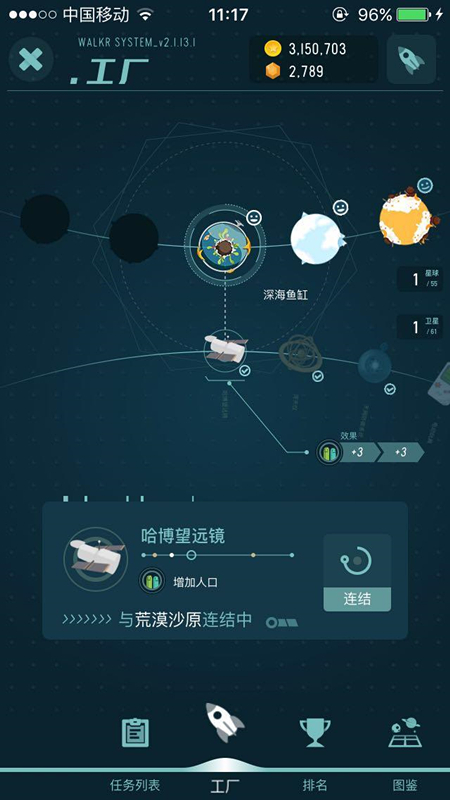 中国移动 11:17 96%
WALKR SYSTEM_v2.1.13.1
.工厂
3,150,703
2,789
深海鱼缸
1 星球 / 55
1 卫星 / 61
效果
+3 +3
哈博望远镜
增加人口
与荒漠沙原连结中
连结
任务列表 工厂 排名 图鉴